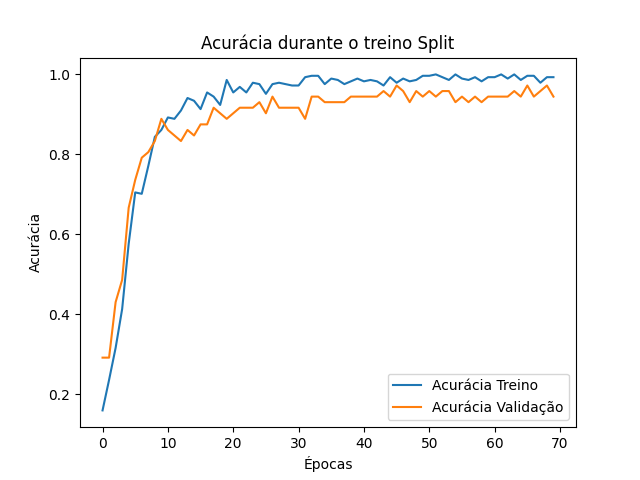 Acurácia durante o treino Split
1.0
0.8
0.6
0.4
0.2
Acurácia
Acurácia Treino
Acurácia Validação
0 10 20 30 40 50 60 70
Épocas